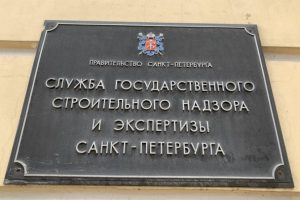 ПРАВИТЕЛЬСТВО САНКТ-ПЕТЕРБУРГА
СЛУЖБА ГОСУДАРСТВЕННОГО
СТРОИТЕЛЬНОГО НАДЗОРА
И ЭКСПЕРТИЗЫ
САНКТ-ПЕТЕРБУРГА